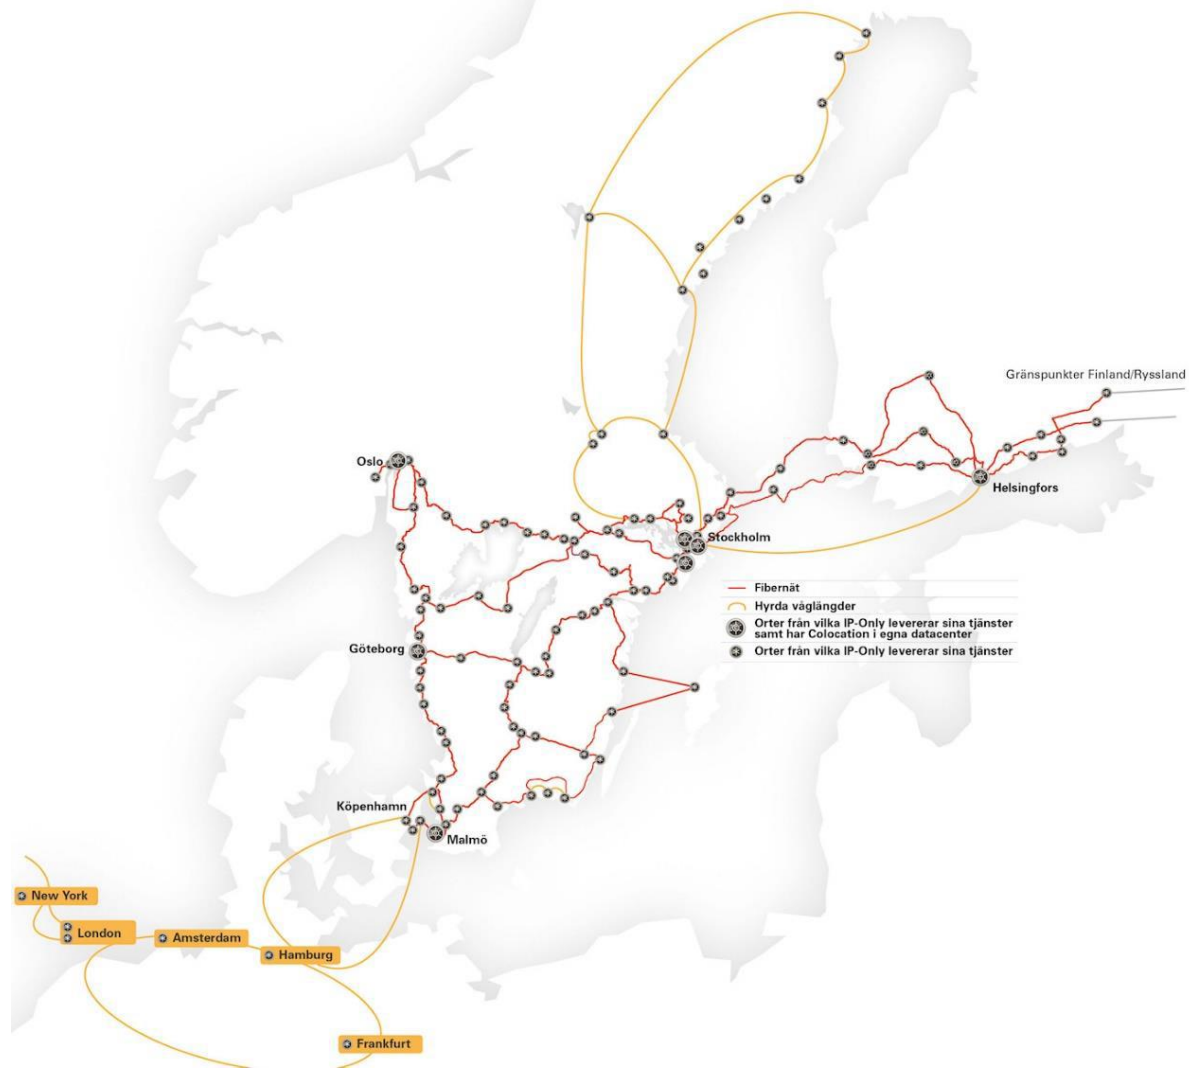 Gränspunkter Finland/Ryssland
Oslo
Helsingfors
Stockholm
Fibernät
Hyrda våglängder
Orter från vilka IP-Only levererar sina tjänster
samt har Colocation i egna datacenter
Orter från vilka IP-Only levererar sina tjänster
Göteborg
Köpenhamn
Malmö
New York
London
Amsterdam
Hamburg
Frankfurt